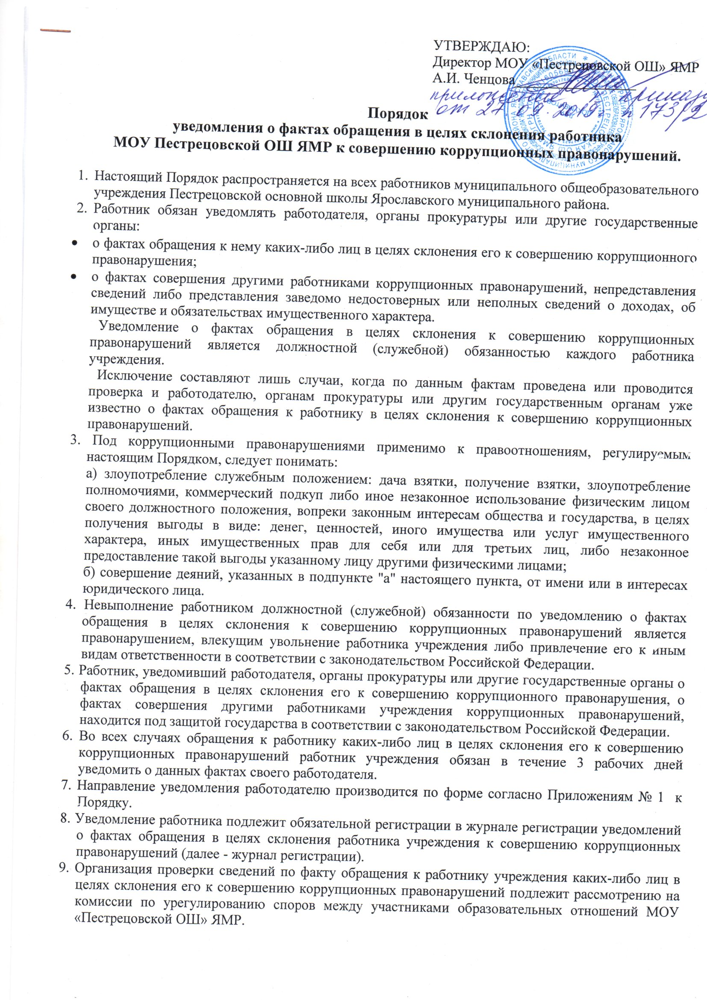 УТВЕРЖДАЮ:
Директор МОУ «Пестрецовской ОШ» ЯМР
А.И. Ченцова
приложение к приказу
от 27.09.2019г. n 173/2
Порядок
уведомления о фактах обращения в целях склонения работника
МОУ Пестрецовской ОШ ЯМР к совершению коррупционных правонарушений.
1. Настоящий Порядок распространяется на всех работников муниципального общеобразовательного
учреждения Пестрецовской основной школы Ярославского муниципального района.
2. Работник обязан уведомлять работодателя, органы прокуратуры или другие государственные
органы:
• о фактах обращения к нему каких-либо лиц в целях склонения его к совершению коррупционного
правонарушения;
• о фактах совершения другими работниками коррупционных правонарушений, непредставления
сведений либо представления заведомо недостоверных или неполных сведений о доходах, об
имуществе и обязательствах имущественного характера.
Уведомление о фактах обращения в целях склонения к совершению коррупционных
правонарушений является должностной (служебной) обязанностью каждого работника
учреждения.
Исключение составляют лишь случаи, когда по данным фактам проведена или проводится
проверка и работодателю, органам прокуратуры или другим государственным органам уже
известно о фактах обращения к работнику в целях склонения к совершению коррупционных
правонарушений.
3. Под коррупционными правонарушениями применимо к правоотношениям, регулируемым
настоящим Порядком, следует понимать:
а) злоупотребление служебным положением: дача взятки, получение взятки, злоупотребление
полномочиями, коммерческий подкуп либо иное незаконное использование физическим лицом
своего должностного положения, вопреки законным интересам общества и государства, в целях
получения выгоды в виде: денег, ценностей, иного имущества или услуг имущественного
характера, иных имущественных прав для себя или для третьих лиц, либо незаконное
предоставление такой выгоды указанному лицу другими физическими лицами;
б) совершение деяний, указанных в подпункте "а" настоящего пункта, от имени или в интересах
юридического лица.
4. Невыполнение работником должностной (служебной) обязанности по уведомлению о фактах
обращения в целях склонения к совершению коррупционных правонарушений является
правонарушением, влекущим увольнение работника учреждения либо привлечение его к иным
видам ответственности в соответствии с законодательством Российской Федерации.
5. Работник, уведомивший работодателя, органы прокуратуры или другие государственные органы о
фактах обращения в целях склонения его к совершению коррупционного правонарушения, о
фактах совершения другими работниками учреждения коррупционных правонарушений,
находится под защитой государства в соответствии с законодательством Российской Федерации.
6. Во всех случаях обращения к работнику каких-либо лиц в целях склонения его к совершению
коррупционных правонарушений работник учреждения обязан в течение 3 рабочих дней
уведомить о данных фактах своего работодателя.
7. Направление уведомления работодателю производится по форме согласно Приложениям № 1 к
Порядку.
8. Уведомление работника подлежит обязательной регистрации в журнале регистрации уведомлений
о фактах обращения в целях склонения работника учреждения к совершению коррупционных
правонарушений (далее - журнал регистрации).
9. Организация проверки сведений по факту обращения к работнику учреждения каких-либо лиц в
целях склонения его к совершению коррупционных правонарушений подлежит рассмотрению на
комиссии по урегулированию споров между участниками образовательных отношений МОУ
«Пестрецовской ОШ» ЯМР.